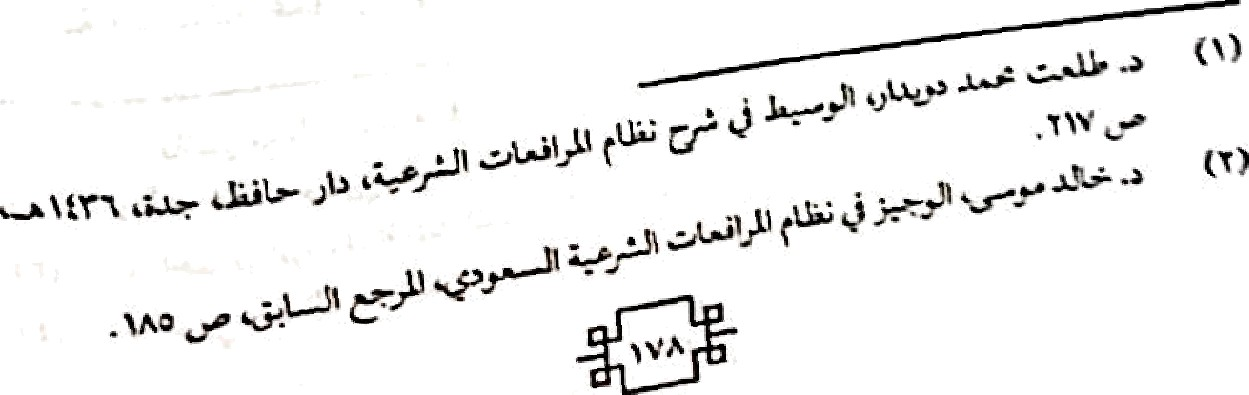 (١) د. طلعت محمد دويدار، الوسيط في شرح نظام المرافعات الشرعية، دار حافظ، جدة، ١٤٣٦هـ،
ص ٢١٧.
(٢) د. خالد موسى، الوجيز في نظام المرافعات الشرعية السعودي، المرجع السابق، ص ١٨٥.
١٧٨